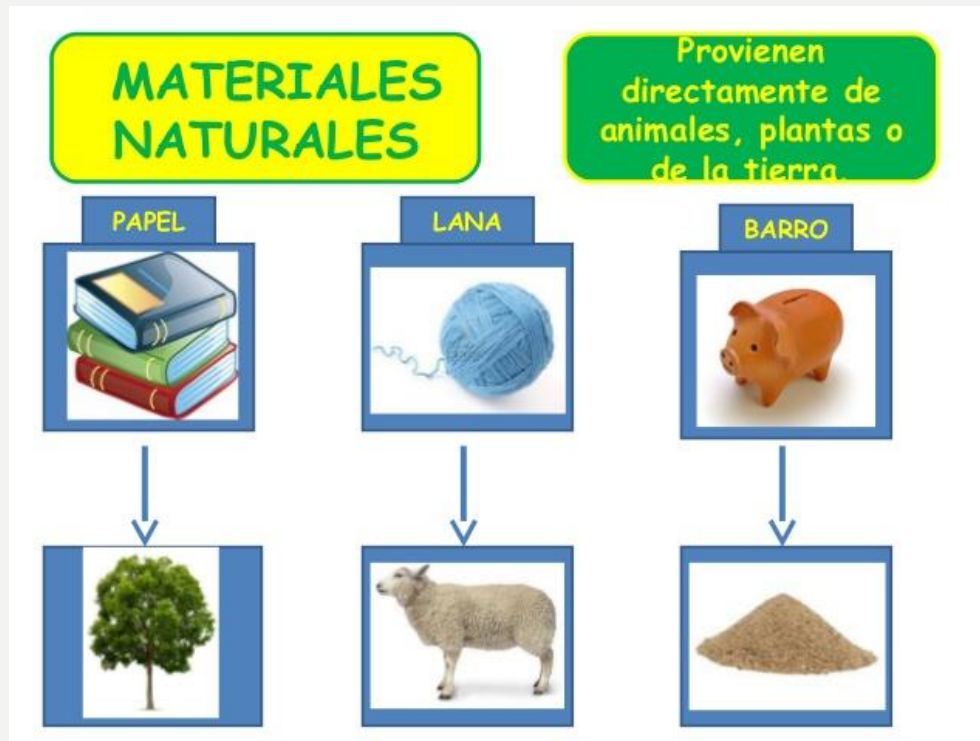 MATERIALES
NATURALES
Provienen
directamente de
animales, plantas o
de la tierra.
PAPEL
LANA
BARRO